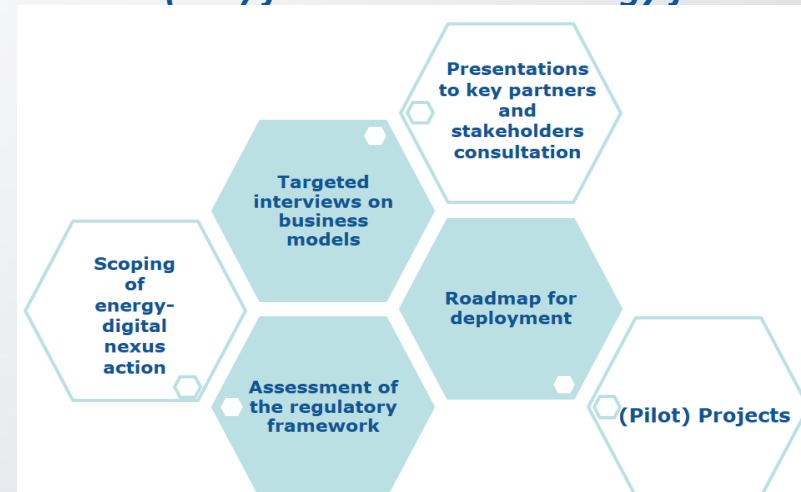 Presentations
to key partners
and
stakeholders
consultation
Targeted
interviews on
business
models
Scoping
of
energy-
digital
nexus
action
Roadmap for
deployment
Assessment of
the regulatory
framework
(Pilot) Projects